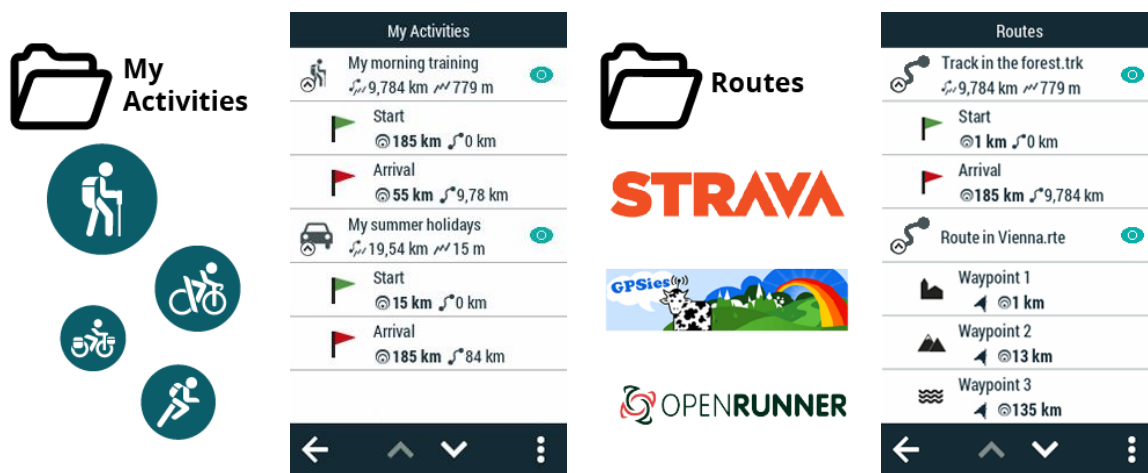 My
Activities
My Activities
My morning training
9,784 km 779 m
Start
185 km 0 km
Arrival
55 km 9,78 km
My summer holidays
19,54 km 15 m
Start
15 km 0 km
Arrival
185 km 84 km
Routes
STRAVA
GPSies
OPENRUNNER
Routes
Track in the forest.trk
9,784 km 779 m
Start
1 km 0 km
Arrival
185 km 9,784 km
Route in Vienna.rte
Waypoint 1
1 km
Waypoint 2
13 km
Waypoint 3
135 km